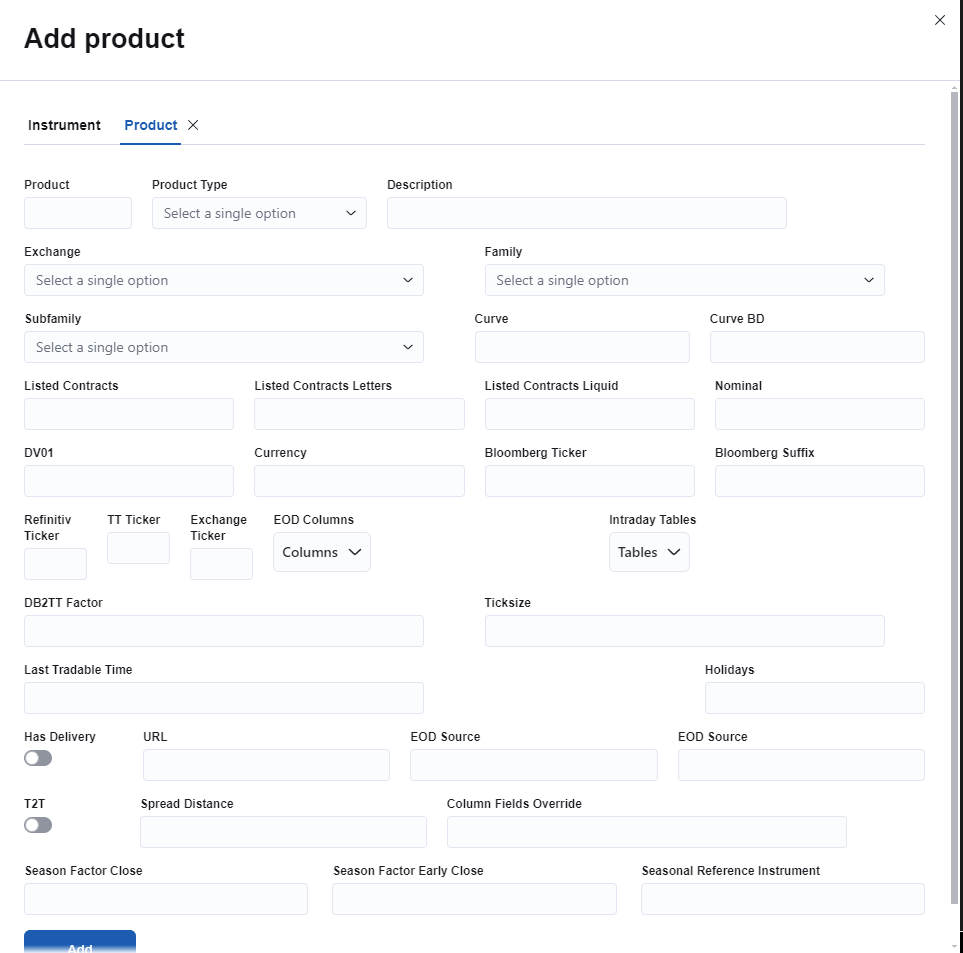 Add product
Instrument Product
Product Product Type Description
Select a single option
Exchange Family
Select a single option Select a single option
Subfamily Curve Curve BD
Select a single option
Listed Contracts Listed Contracts Letters Listed Contracts Liquid Nominal
DV01 Currency Bloomberg Ticker Bloomberg Suffix
Refinitiv TT Ticker Exchange EOD Columns Intraday Tables
Ticker Ticker
Columns Tables
DB2TT Factor Ticksize
Last Tradable Time Holidays
Has Delivery URL EOD Source EOD Source
T2T Spread Distance Column Fields Override
Season Factor Close Season Factor Early Close Seasonal Reference Instrument
Add